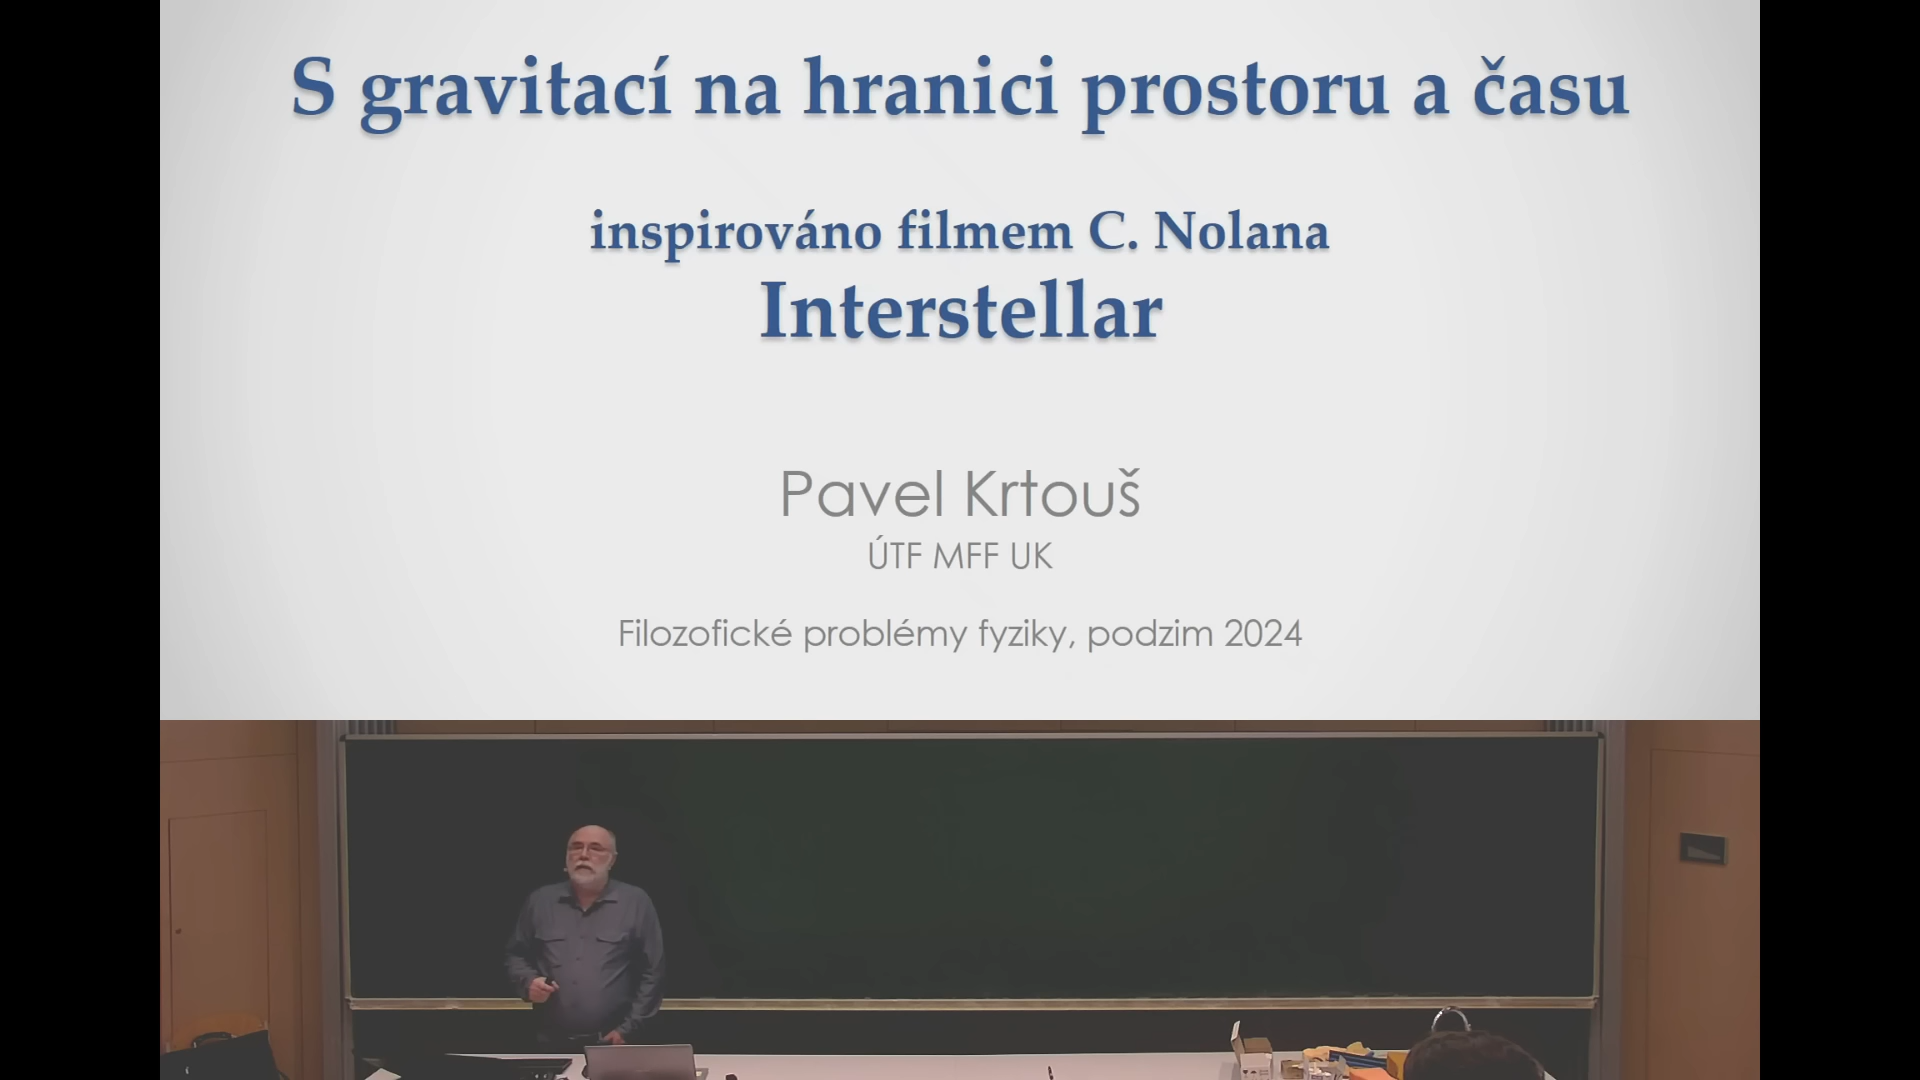 S gravitací na hranici prostoru a času
inspirováno filmem C. Nolana
Interstellar
Pavel Krtouš
ÚTF MFF UK
Filozofické problémy fyziky, podzim 2024